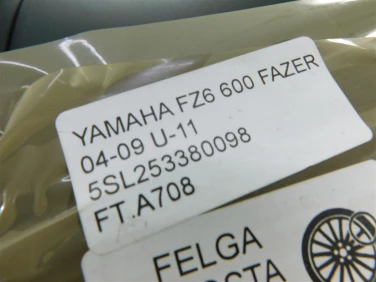 YAMAHA FZ6 600 FAZER
04-09 U-11
5SL253380098
FT.A708
FELGA